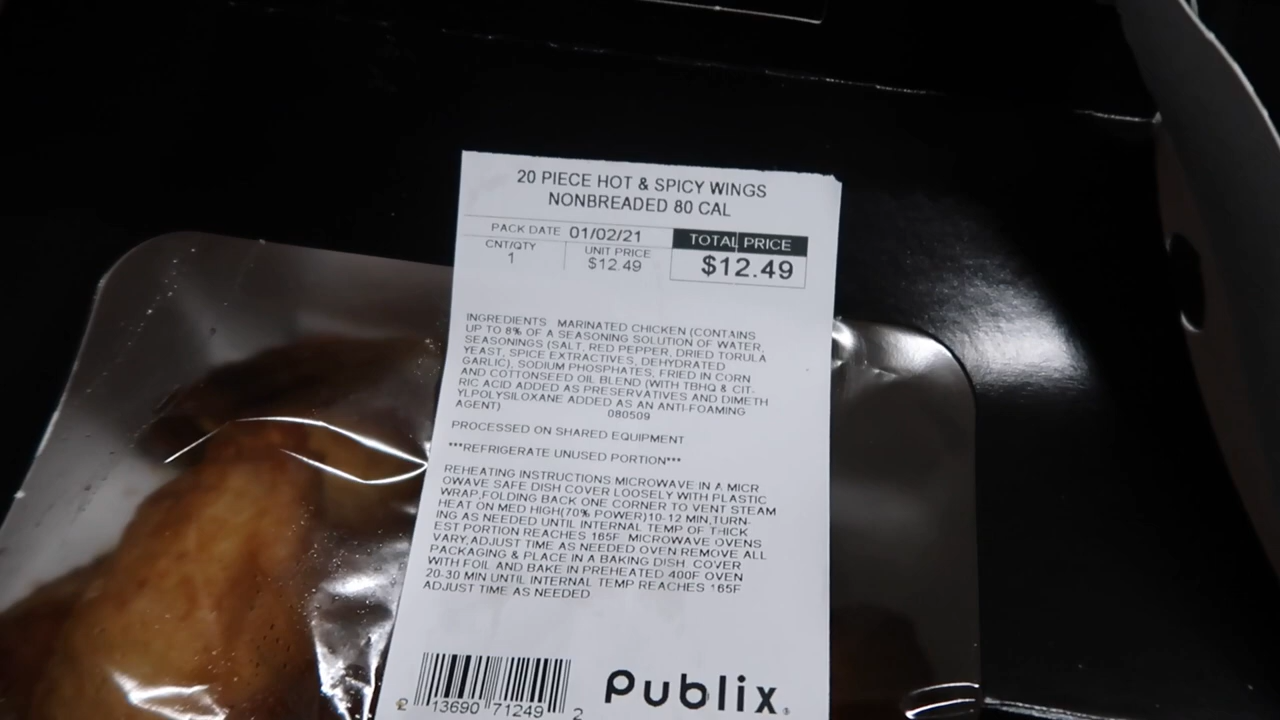 20 PIECE HOT & SPICY WINGS
NONBREADED 80 CAL
PACK DATE 01/02/21
TOTAL PRICE
CNT/QTY
1
UNIT PRICE
$12.49
$12.49
INGREDIENTS MARINATED CHICKEN (CONTAINS
UP TO 8% OF A SEASONING SOLUTION OF WATER,
SEASONINGS (SALT, RED PEPPER, DRIED TORULA
YEAST, SPICE EXTRACTIVES, DEHYDRATED
GARLIC), SODIUM PHOSPHATES, FRIED IN CORN
AND COTTONSEED OIL BLEND (WITH TBHQ & CIT-
RIC ACID ADDED AS PRESERVATIVES AND DIMETH
YLPOLYSILOXANE ADDED AS AN ANTI-FOAMING
AGENT) 080509
PROCESSED ON SHARED EQUIPMENT
***REFRIGERATE UNUSED PORTION***
REHEATING INSTRUCTIONS MICROWAVE:IN A MICR
OWAVE SAFE DISH COVER LOOSELY WITH PLASTIC
WRAP,FOLDING BACK ONE CORNER TO VENT STEAM
HEAT ON MED HIGH(70% POWER)10-12 MIN,TURN-
ING AS NEEDED UNTIL INTERNAL TEMP OF THICK
EST PORTION REACHES 165F MICROWAVE OVENS
VARY,ADJUST TIME AS NEEDED OVEN REMOVE ALL
PACKAGING & PLACE IN A BAKING DISH COVER
WITH FOIL AND BAKE IN PREHEATED 400F OVEN
20-30 MIN UNTIL INTERNAL TEMP REACHES 165F
ADJUST TIME AS NEEDED
2 13690 71249 2
Publix.